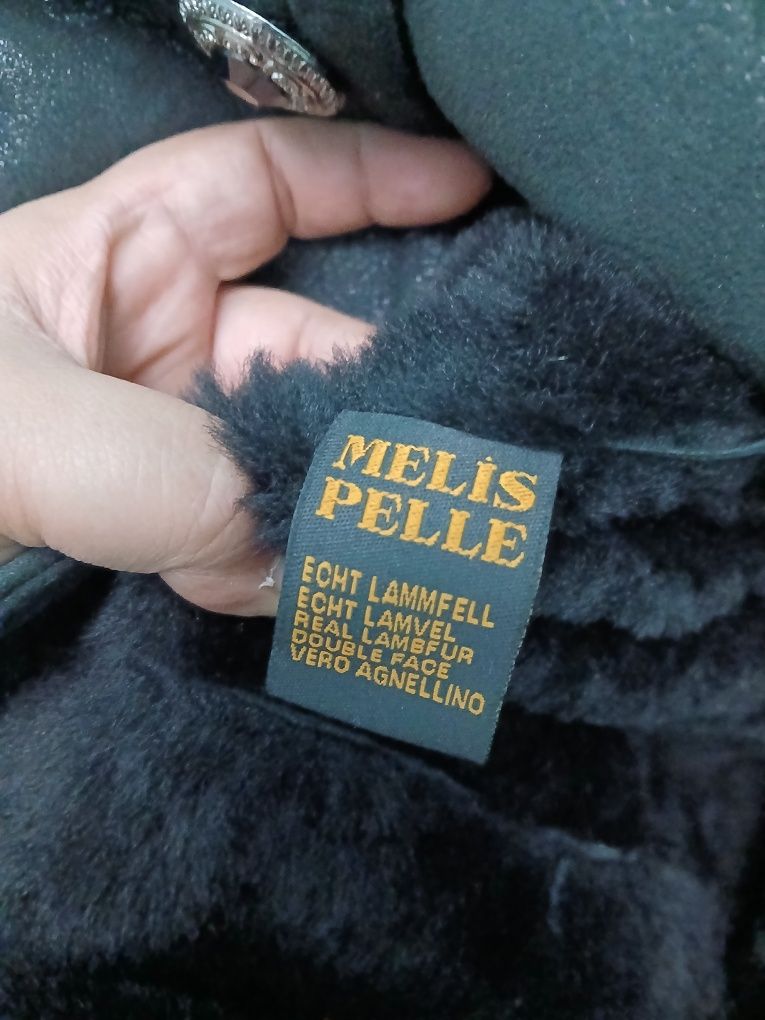 MELİS
PELLE
ECHT LAMMFELL
ECHT LAMVEL
REAL LAMBFUR
DOUBLE FACE
VERO AGNELLINO